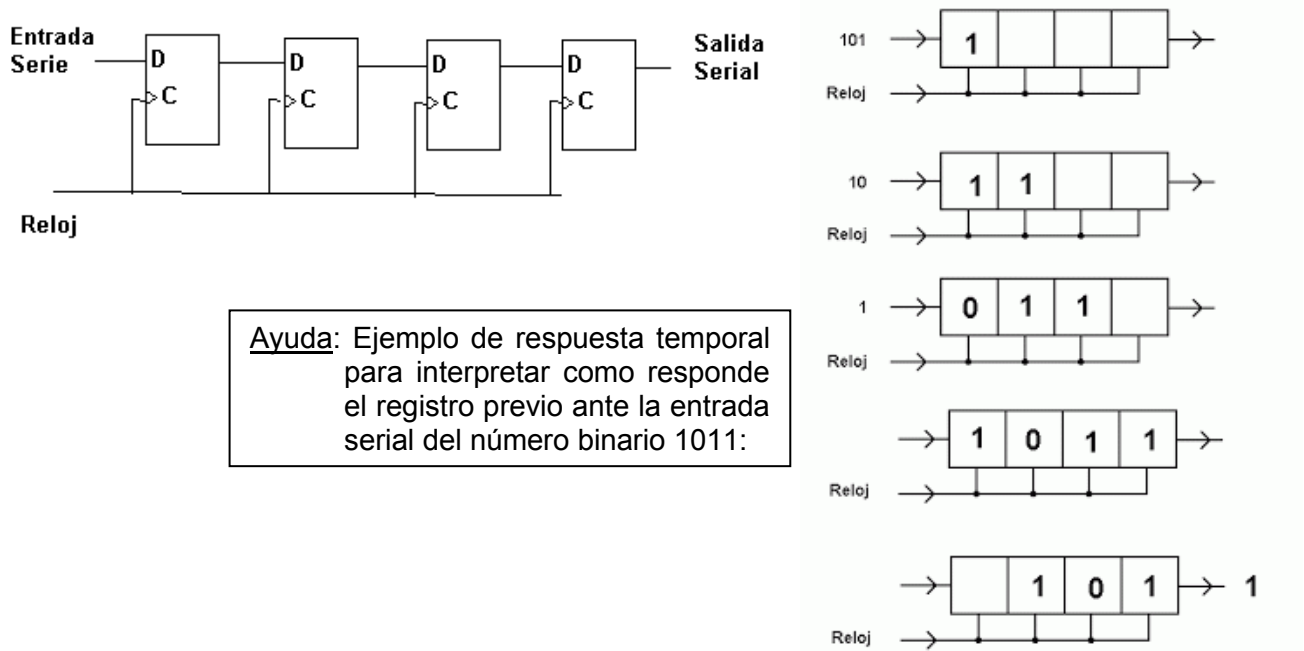 Entrada
Serie
D
D
D
D
Salida
Serial
C
C
C
C
Reloj
Ayuda: Ejemplo de respuesta temporal
para interpretar como responde
el registro previo ante la entrada
serial del número binario 1011:
101
1
Reloj
10
1 1
Reloj
1
0 1 1
Reloj
1 0 1 1
Reloj
1 0 1 1
Reloj